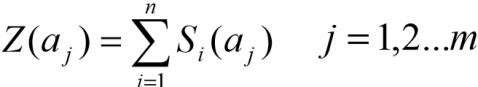 Z(a_j) = \sum_{i=1}^{n} S_i(a_j)    j = 1,2...m